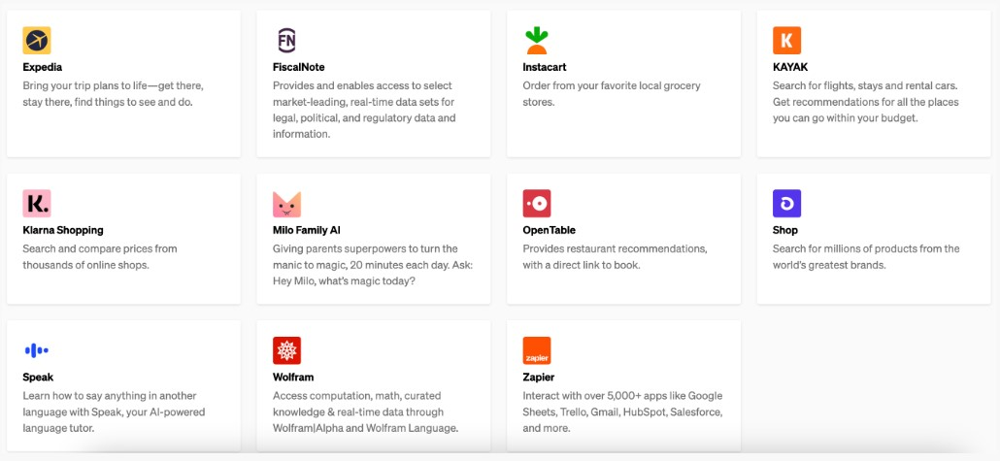 Expedia
Bring your trip plans to life—get there,
stay there, find things to see and do.
FN
FiscalNote
Provides and enables access to select
market-leading, real-time data sets for
legal, political, and regulatory data and
information.
Instacart
Order from your favorite local grocery
stores.
K
KAYAK
Search for flights, stays and rental cars.
Get recommendations for all the places
you can go within your budget.
K.
Klarna Shopping
Search and compare prices from
thousands of online shops.
Milo Family AI
Giving parents superpowers to turn the
manic to magic, 20 minutes each day. Ask:
Hey Milo, what's magic today?
OpenTable
Provides restaurant recommendations,
with a direct link to book.
Shop
Search for millions of products from the
world's greatest brands.
Speak
Learn how to say anything in another
language with Speak, your AI-powered
language tutor.
Wolfram
Access computation, math, curated
knowledge & real-time data through
Wolfram|Alpha and Wolfram Language.
zapier
Zapier
Interact with over 5,000+ apps like Google
Sheets, Trello, Gmail, HubSpot, Salesforce,
and more.